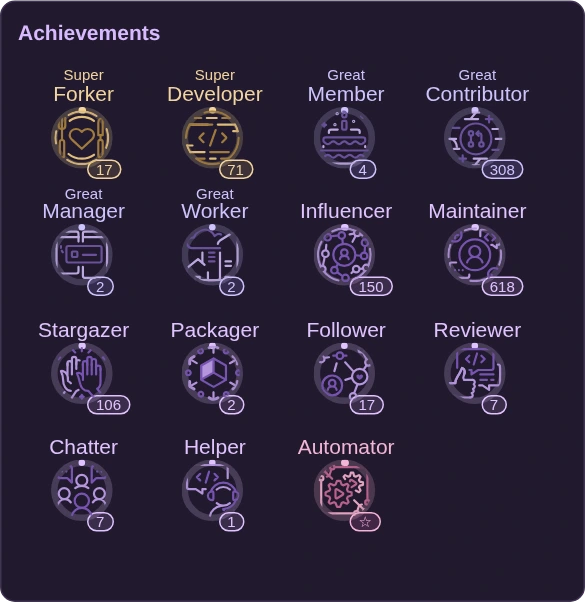 Achievements
Super
Forker
17
Super
Developer
71
Great
Member
4
Great
Contributor
308
Great
Manager
2
Great
Worker
2
Influencer
150
Maintainer
618
Stargazer
106
Packager
2
Follower
17
Reviewer
7
Chatter
7
Helper
1
Automator
☆